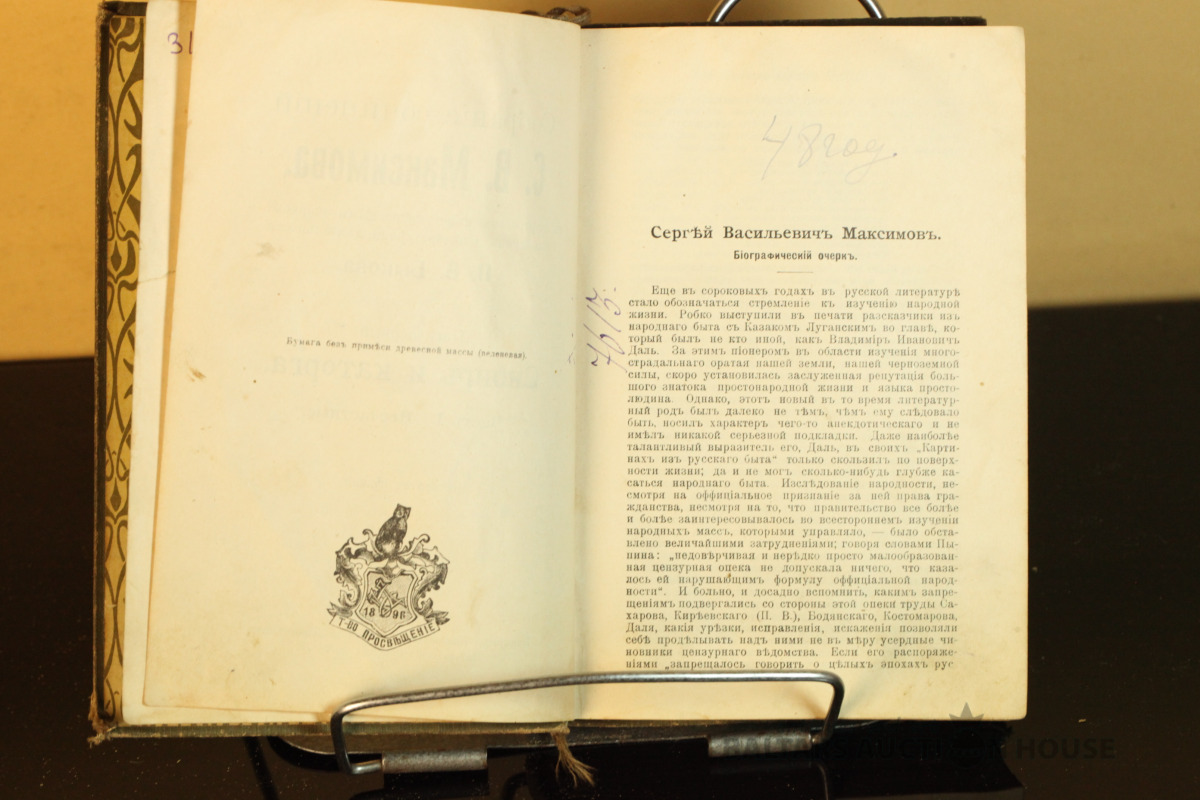 31
Бумага безъ примѣси древесной массы (веленевая).
1896
Т-ВО ПРОСВѢЩЕНІЕ
48 год.
Сергѣй Васильевичъ Максимовъ.
Біографическій очеркъ.
Еще въ сороковыхъ годахъ въ русской литературѣ
стало обозначаться стремленіе къ изученію народной
жизни. Робко выступили въ печати разсказчики изъ
народнаго быта съ Казакомъ Луганскимъ во главѣ, ко-
торый былъ не кто иной, какъ Владиміръ Ивановичъ
Даль. За этимъ піонеромъ въ области изученія много-
страдальнаго оратая нашей земли, нашей черноземной
силы, скоро установилась заслуженная репутація боль-
шого знатока простонародной жизни и языка просто-
людина. Однако, этотъ новый въ то время литератур-
ный родъ былъ далеко не тѣмъ, чѣмъ ему слѣдовало
быть, носилъ характеръ чего-то анекдотическаго и не
имѣлъ никакой серьезной подкладки. Даже наиболѣе
талантливый выразитель его, Даль, въ своихъ „Карти-
нахъ изъ русскаго быта“ только скользилъ по поверх-
ности жизни; да и не могъ сколько-нибудь глубже ка-
саться народнаго быта. Изслѣдованіе народности, не-
смотря на оффиціальное признаніе за ней права гра-
жданства, несмотря на то, что правительство все болѣе
и болѣе заинтересовывалось во всестороннемъ изученіи
народныхъ массъ, которыми управляло, — было обста-
влено величайшими затрудненіями; говоря словами Пы-
пина: „недовѣрчивая и нерѣдко просто малообразован-
ная цензурная опека не допускала ничего, что каза-
лось ей нарушающимъ формулу оффиціальной народ-
ности“. И больно, и досадно вспомнить, какимъ запре-
щеніямъ подвергались со стороны этой опеки труды Са-
харова, Кирѣевскаго (П. В.), Бодянскаго, Костомарова,
Даля, какія урѣзки, исправленія, искаженія позволяли
себѣ продѣлывать надъ ними не въ мѣру усердные чи-
новники цензурнаго вѣдомства. Если его распоряже-
ніями „запрещалось говорить о цѣлыхъ эпохахъ рус
BALTARS AUCTION HOUSE